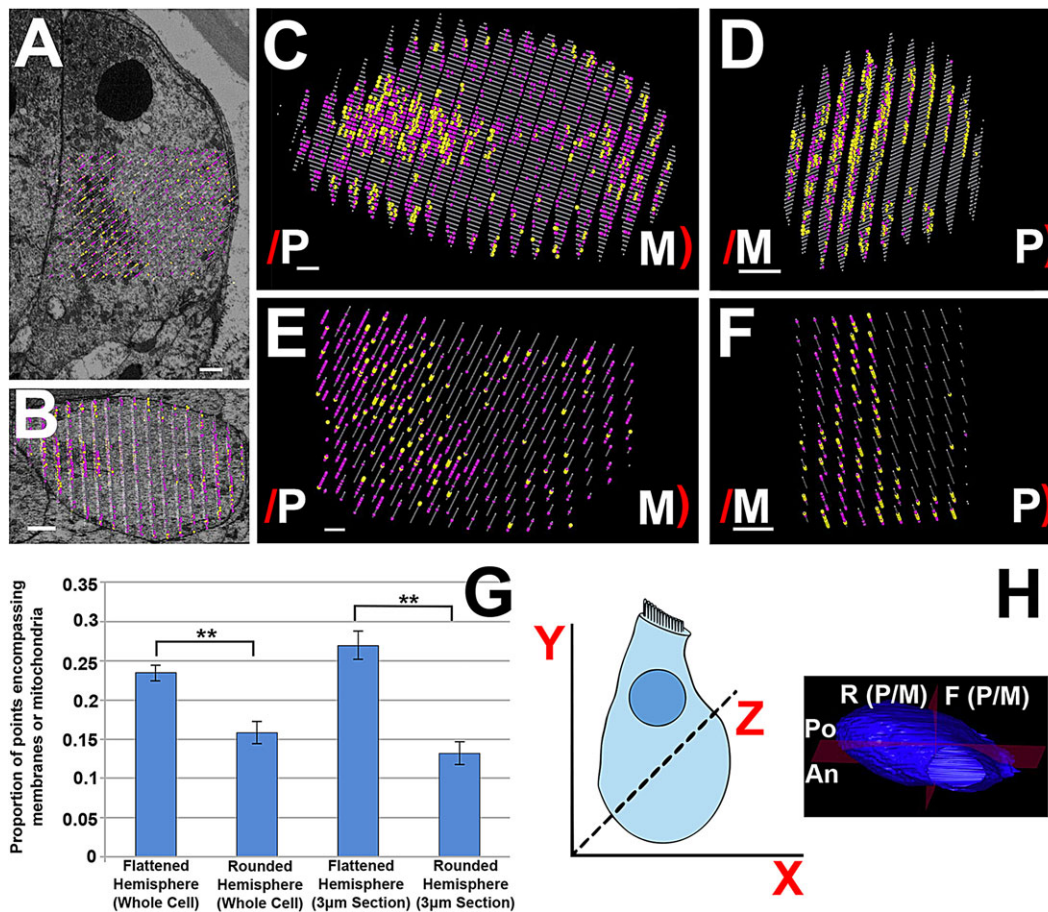 A
B
C
/P
M)
D
/M
P)
E
/P
M)
F
/M
P)
G
Proportion of points encompassing
membranes or mitochondria
0.35
0.3
0.25
0.2
0.15
0.1
0.05
0
**
**
Flattened
Hemisphere
(Whole Cell)
Rounded
Hemisphere
(Whole Cell)
Flattened
Hemisphere
(3µm Section)
Rounded
Hemisphere
(3µm Section)
Y
Z
X
H
R (P/M) F (P/M)
Po
An